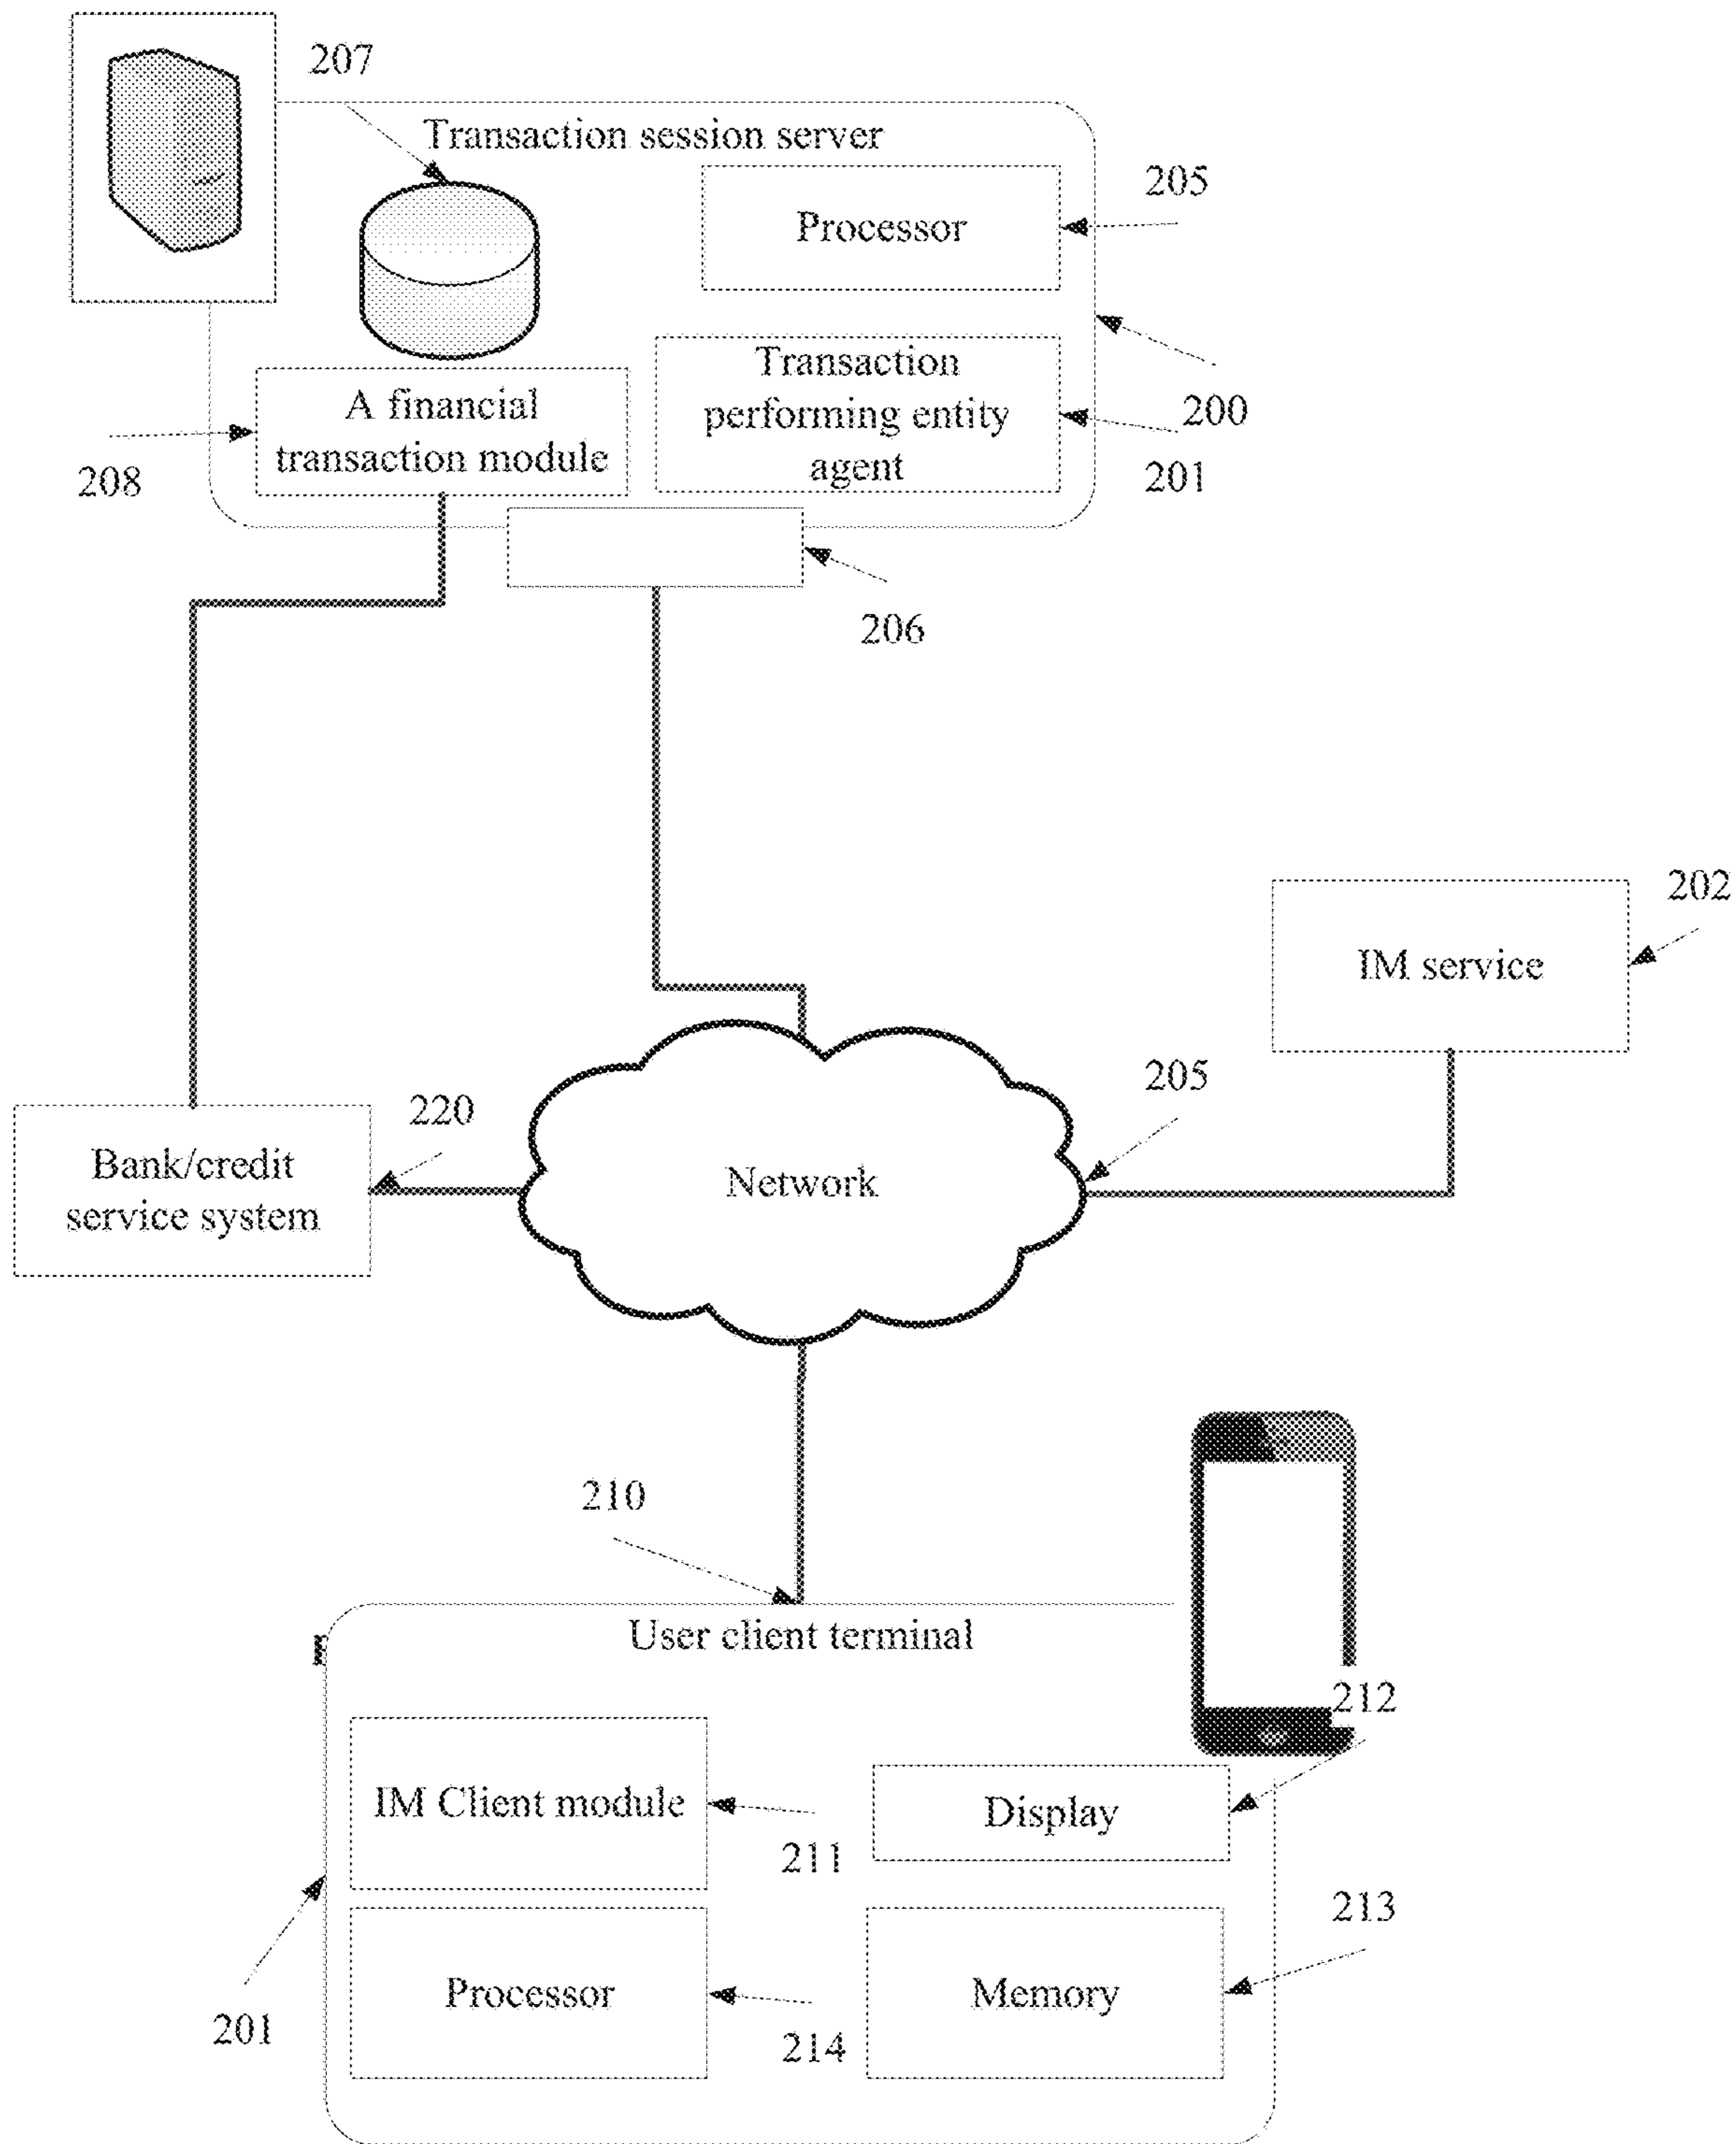 207
Transaction session server
205
Processor
Transaction
performing entity
agent
200
A financial
transaction module
208
201
206
202
IM service
205
220
Bank/credit
service system
Network
210
User client terminal
212
IM Client module
Display
211
213
Processor
Memory
201
214